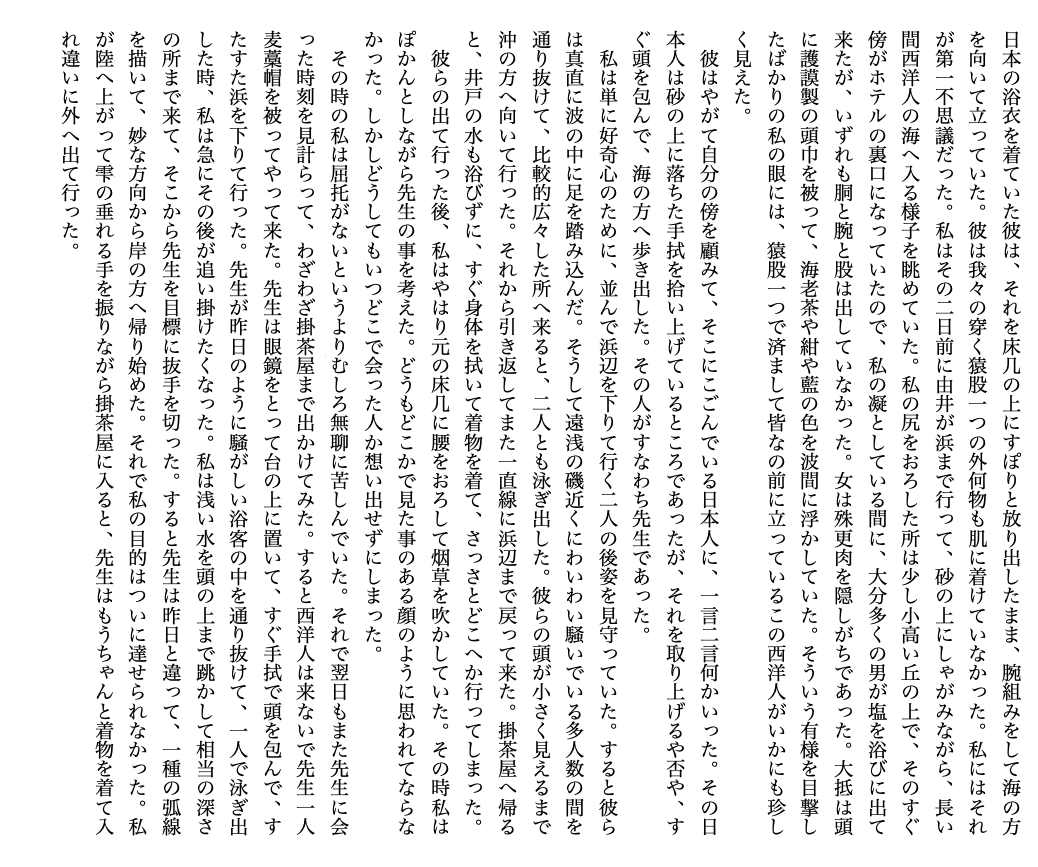 日本の浴衣を着ていた彼は、それを床几の上にすぽりと放り出したまま、腕組みをして海の方
を向いて立っていた。彼は我々の穿く猿股一つの外何物も肌に着けていなかった。私にはそれ
が第一不思議だった。私はその二日前に由井が浜まで行って、砂の上にしゃがみながら、長い
間西洋人の海へ入る様子を眺めていた。私の尻をおろした所は少し小高い丘の上で、そのすぐ
傍がホテルの裏口になっていたので、私の凝としている間に、大分多くの男が塩を浴びに出て
来たが、いずれも胴と腕と股は出していなかった。女は殊更肉を隠しがちであった。大抵は頭
に護謨製の頭巾を被って、海老茶や紺や藍の色を波間に浮かしていた。そういう有様を目撃し
たばかりの私の眼には、猿股一つで済まして皆なの前に立っているこの西洋人がいかにも珍し
く見えた。
彼はやがて自分の傍を顧みて、そこにこごんでいる日本人に、一言二言何かいった。その日
本人は砂の上に落ちた手拭を拾い上げているところであったが、それを取り上げるや否や、す
ぐ頭を包んで、海の方へ歩き出した。その人がすなわち先生であった。
私は単に好奇心のために、並んで浜辺を下りて行く二人の後姿を見守っていた。すると彼ら
は真直に波の中に足を踏み込んだ。そうして遠浅の磯近くにわいわい騒いでいる多人数の間を
通り抜けて、比較的広々した所へ来ると、二人とも泳ぎ出した。彼らの頭が小さく見えるまで
沖の方へ向いて行った。それから引き返してまた一直線に浜辺まで戻って来た。掛茶屋へ帰る
と、井戸の水も浴びずに、すぐ身体を拭いて着物を着て、さっさとどこへか行ってしまった。
彼らの出て行った後、私はやはり元の床几に腰をおろして烟草を吹かしていた。その時私は
ぽかんとしながら先生の事を考えた。どうもどこかで見た事のある顔のように思われてならな
かった。しかしどうしてもいつどこで会った人か想い出せずにしまった。
その時の私は屈托がないというよりむしろ無聊に苦しんでいた。それで翌日もまた先生に会
った時刻を見計らって、わざわざ掛茶屋まで出かけてみた。すると西洋人は来ないで先生一人
麦藁帽を被ってやって来た。先生は眼鏡をとって台の上に置いて、すぐ手拭で頭を包んで、す
たすた浜を下りて行った。先生が昨日のように騒がしい浴客の中を通り抜けて、一人で泳ぎ出
した時、私は急にその後が追い掛けたくなった。私は浅い水を頭の上まで跳かして相当の深さ
の所まで来て、そこから先生を目標に抜手を切った。すると先生は昨日と違って、一種の弧線
を描いて、妙な方向から岸の方へ帰り始めた。それで私の目的はついに達せられなかった。私
が陸へ上がって雫の垂れる手を振りながら掛茶屋に入ると、先生はもうちゃんと着物を着て入
れ違いに外へ出て行った。